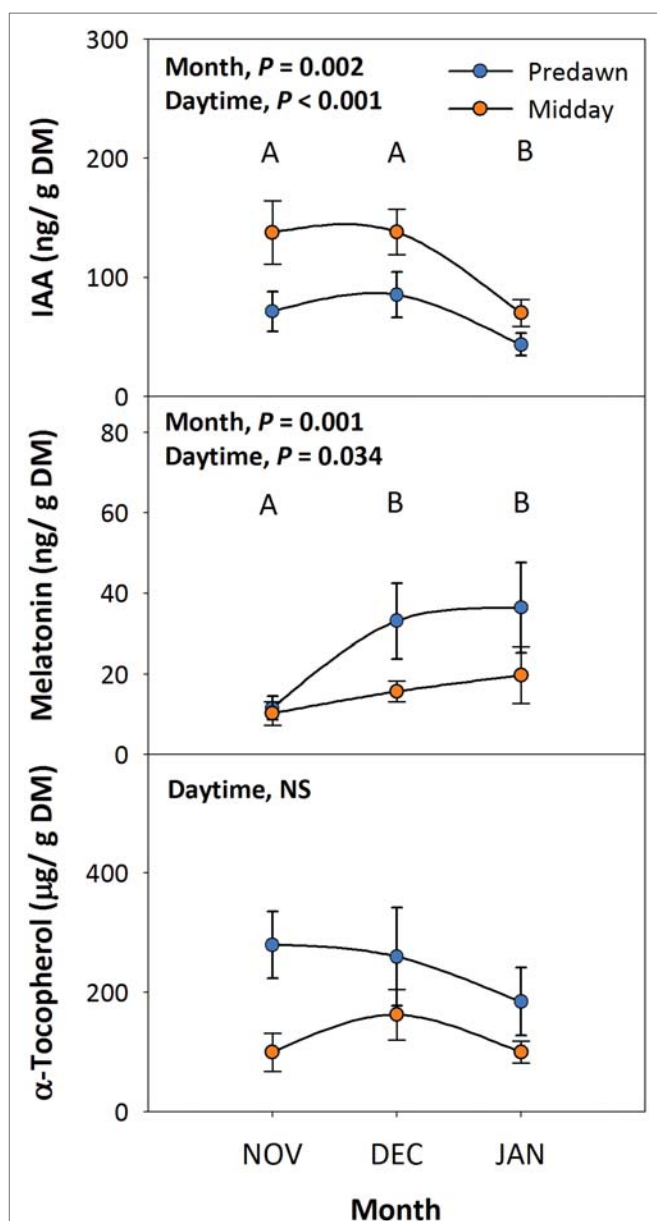 300
Month, P = 0.002
Daytime, P < 0.001
Predawn
Midday
A A B
200
100
0
IAA (ng/ g DM)
Month, P = 0.001
Daytime, P = 0.034
80
A B B
60
40
20
0
Melatonin (ng/ g DM)
Daytime, NS
400
200
0
α-Tocopherol (μg/ g DM)
NOV DEC JAN
Month